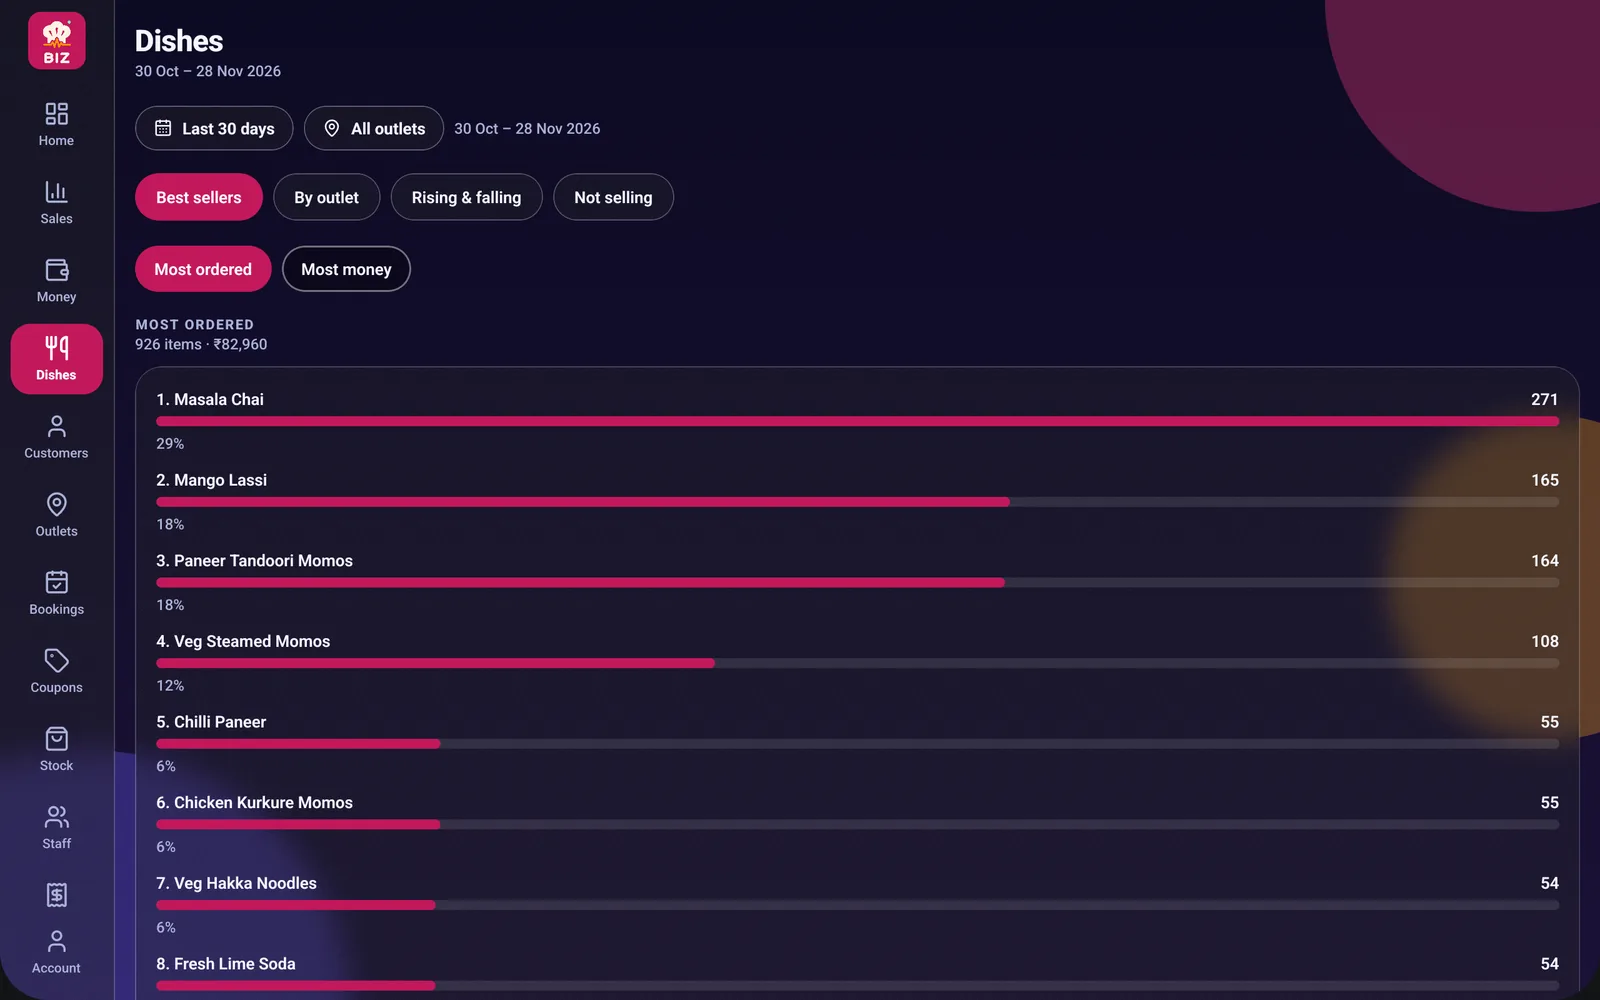 BIZ
Home
Sales
Money
Dishes
Customers
Outlets
Bookings
Coupons
Stock
Staff
Account
Dishes
30 Oct – 28 Nov 2026
Last 30 days
All outlets
30 Oct – 28 Nov 2026
Best sellers
By outlet
Rising & falling
Not selling
Most ordered
Most money
MOST ORDERED
926 items · ₹82,960
1. Masala Chai 271
29%
2. Mango Lassi 165
18%
3. Paneer Tandoori Momos 164
18%
4. Veg Steamed Momos 108
12%
5. Chilli Paneer 55
6%
6. Chicken Kurkure Momos 55
6%
7. Veg Hakka Noodles 54
6%
8. Fresh Lime Soda 54